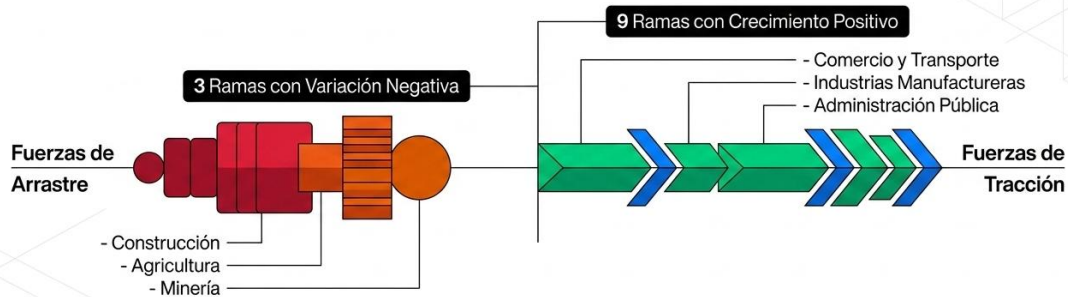 9 Ramas con Crecimiento Positivo
- Comercio y Transporte
- Industrias Manufactureras
- Administración Pública
3 Ramas con Variación Negativa
Fuerzas de
Arrastre
Fuerzas de
Tracción
- Construcción
- Agricultura
- Minería